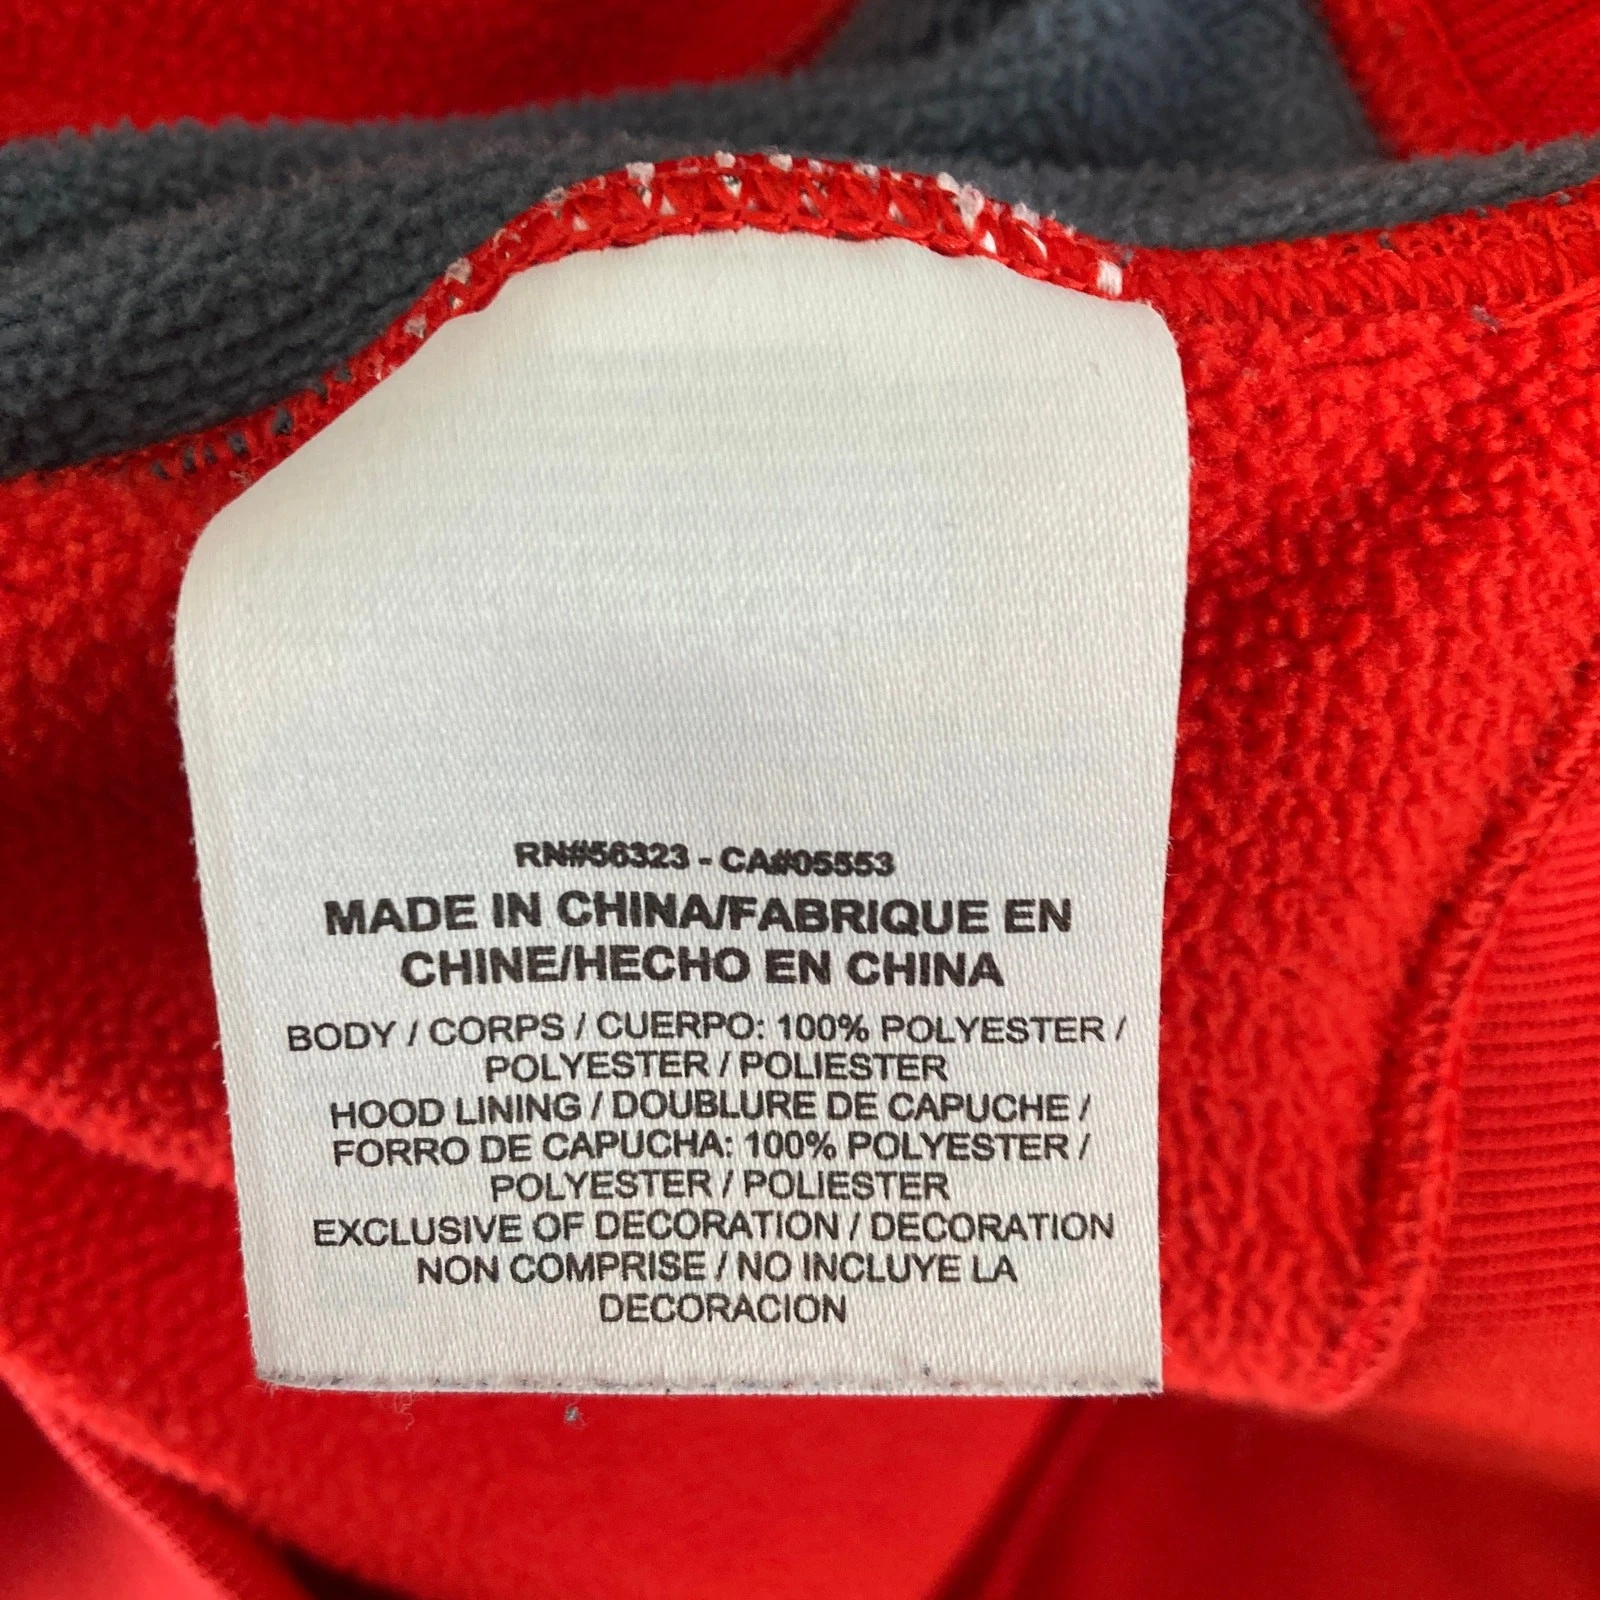 RN#56323 - CA#05553
MADE IN CHINA/FABRIQUE EN
CHINE/HECHO EN CHINA
BODY / CORPS / CUERPO: 100% POLYESTER /
POLYESTER / POLIESTER
HOOD LINING / DOUBLURE DE CAPUCHE /
FORRO DE CAPUCHA: 100% POLYESTER /
POLYESTER / POLIESTER
EXCLUSIVE OF DECORATION / DECORATION
NON COMPRISE / NO INCLUYE LA
DECORACION